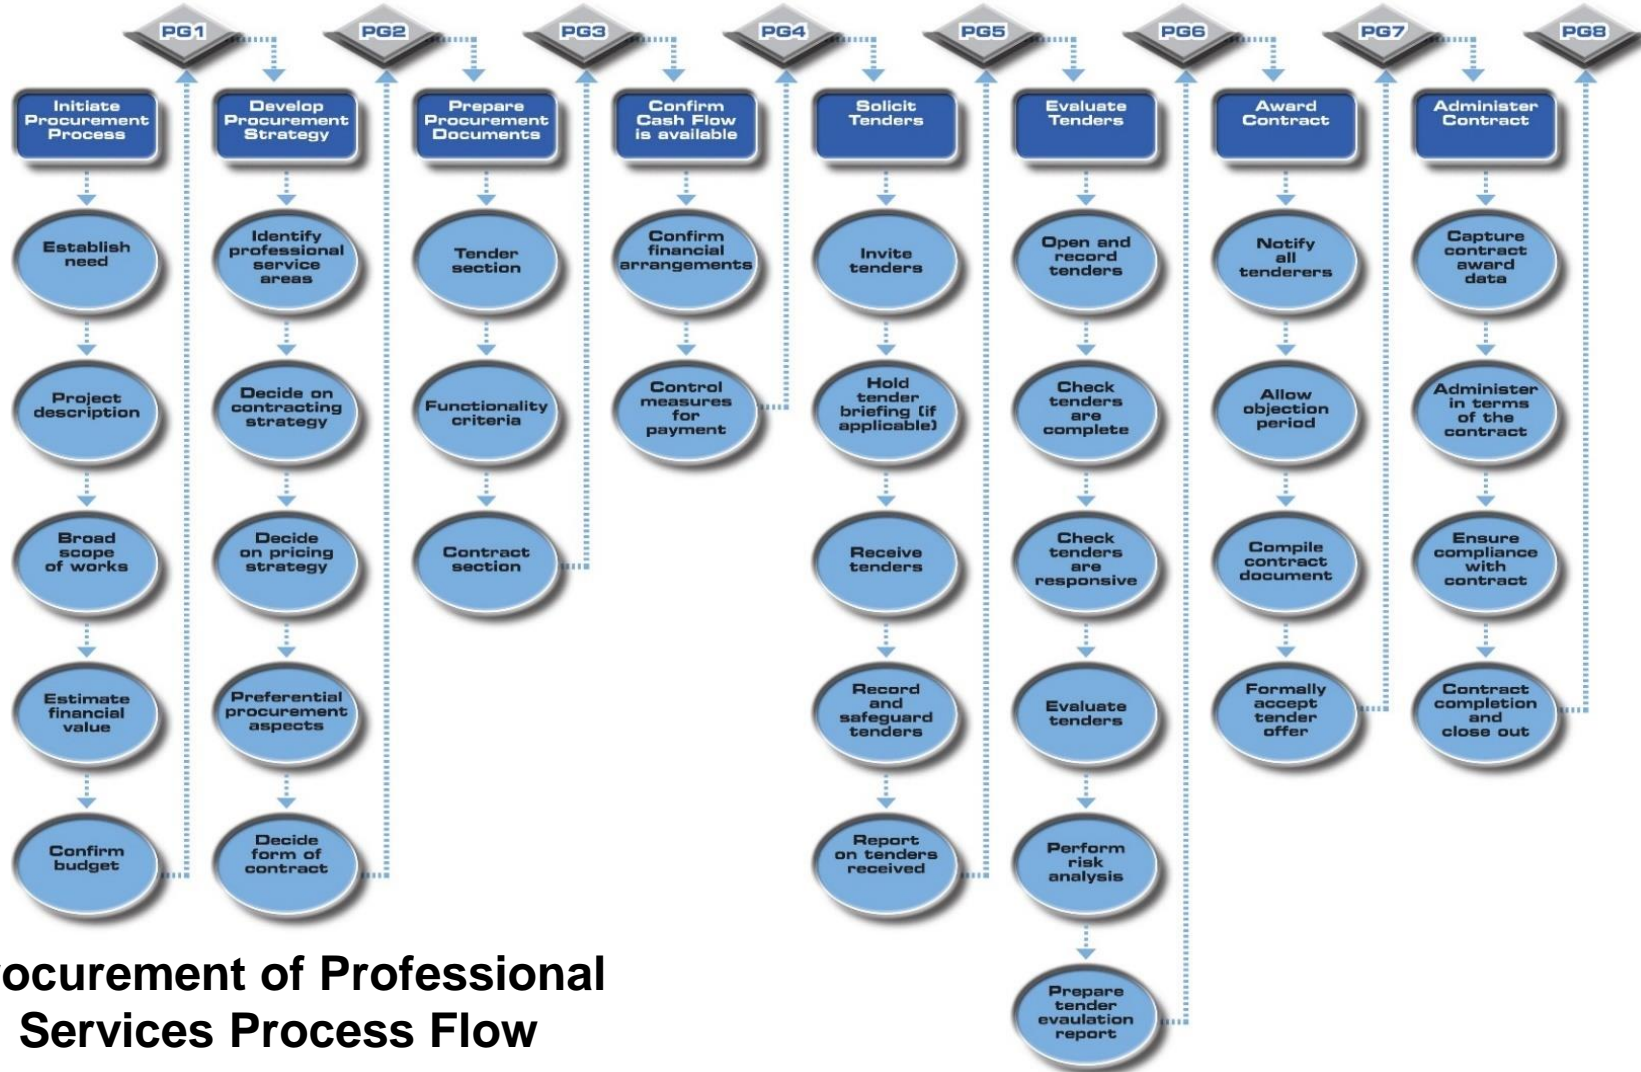 PG1
PG2
PG3
PG4
PG5
PG6
PG7
PG8
Initiate
Procurement
Process
Establish
need
Project
description
Broad
scope
of works
Estimate
financial
value
Confirm
budget
Develop
Procurement
Strategy
Identify
professional
service
areas
Decide on
contracting
strategy
Decide
on pricing
strategy
Preferential
procurement
aspects
Decide
form of
contract
Prepare
Procurement
Documents
Tender
section
Functionality
criteria
Contract
section
Confirm
Cash Flow
is available
Confirm
financial
arrangements
Control
measures
for
payment
Solicit
Tenders
Invite
tenders
Hold
tender
briefing (if
applicable)
Receive
tenders
Record
and
safeguard
tenders
Report
on tenders
received
Evaluate
Tenders
Open and
record
tenders
Check
tenders
are
complete
Check
tenders
are
responsive
Evaluate
tenders
Perform
risk
analysis
Prepare
tender
evaulation
report
Award
Contract
Notify
all
tenderers
Allow
objection
period
Compile
contract
document
Formally
accept
tender
offer
Administer
Contract
Capture
contract
award
data
Administer
in terms
of the
contract
Ensure
compliance
with
contract
Contract
completion
and
close out
rocurement of Professional
Services Process Flow